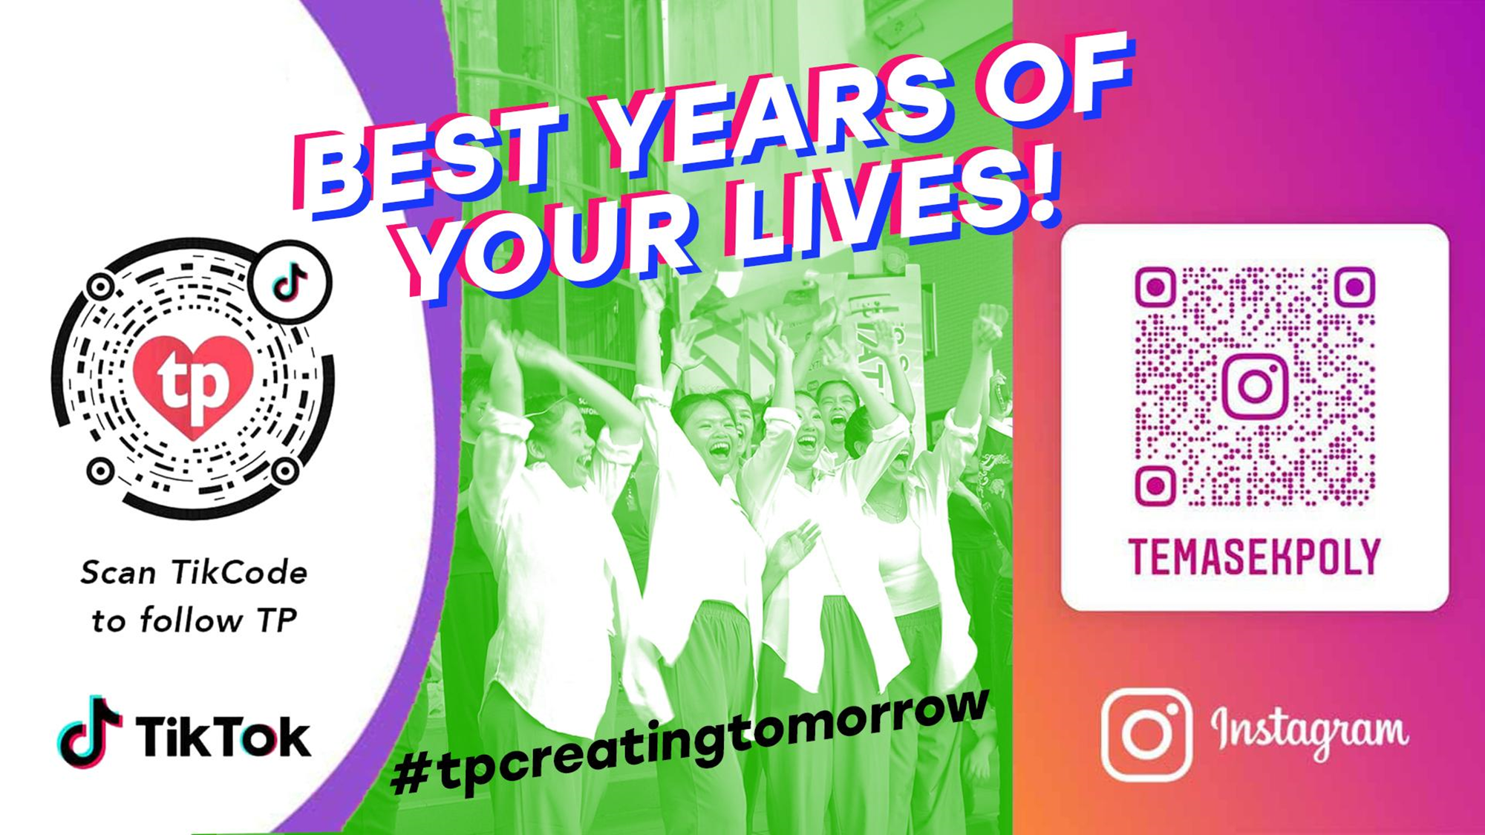 BEST YEARS OF
YOUR LIVES!
tp
Scan TikCode
to follow TP
TikTok
#tpcreatingtomorrow
TEMASEKPOLY
Instagram